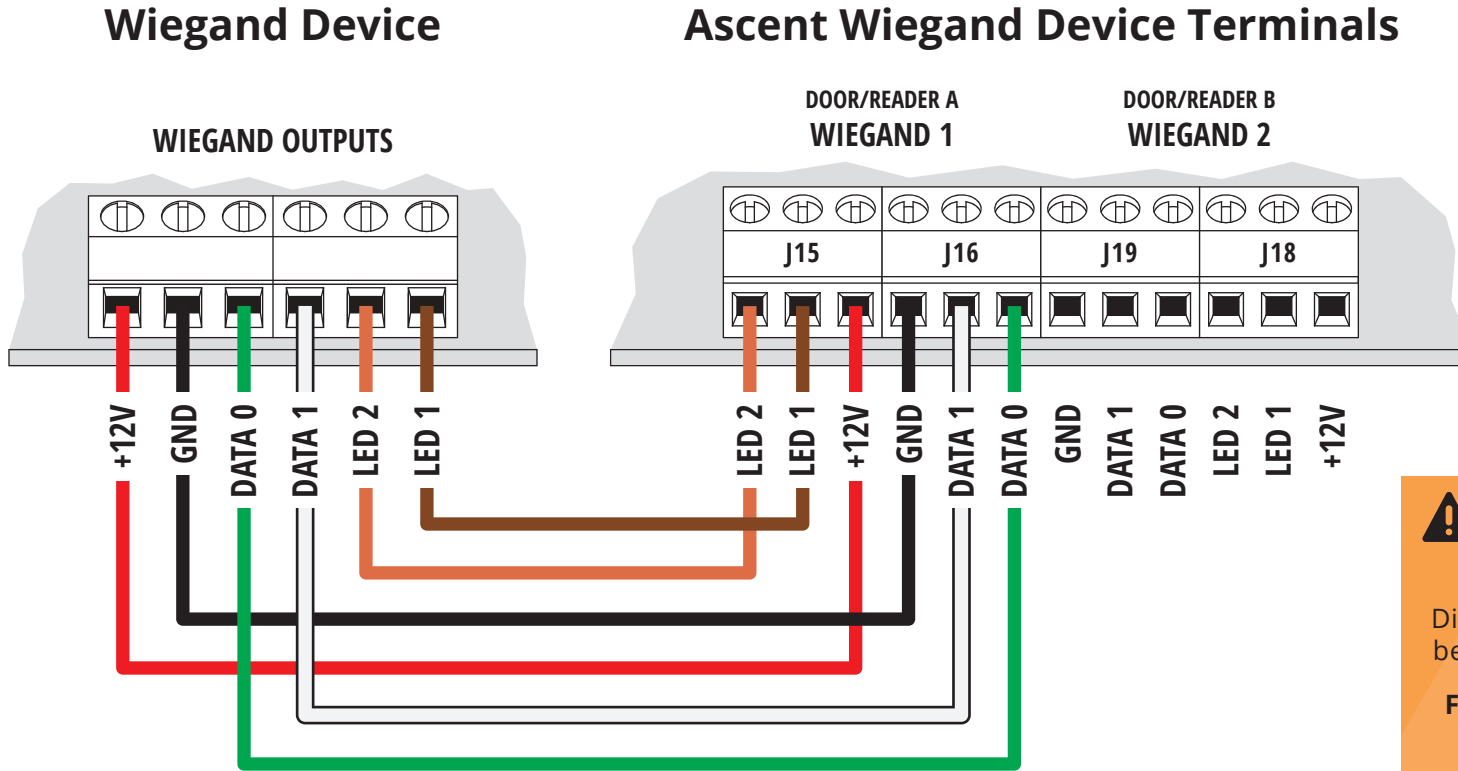 Wiegand Device
Ascent Wiegand Device Terminals
WIEGAND OUTPUTS
DOOR/READER A
WIEGAND 1
DOOR/READER B
WIEGAND 2
J15
J16
J19
J18
+12V
GND
DATA 0
DATA 1
LED 2
LED 1
LED 2
LED 1
+12V
GND
DATA 1
DATA 0
GND
DATA 1
DATA 0
LED 2
LED 1
+12V